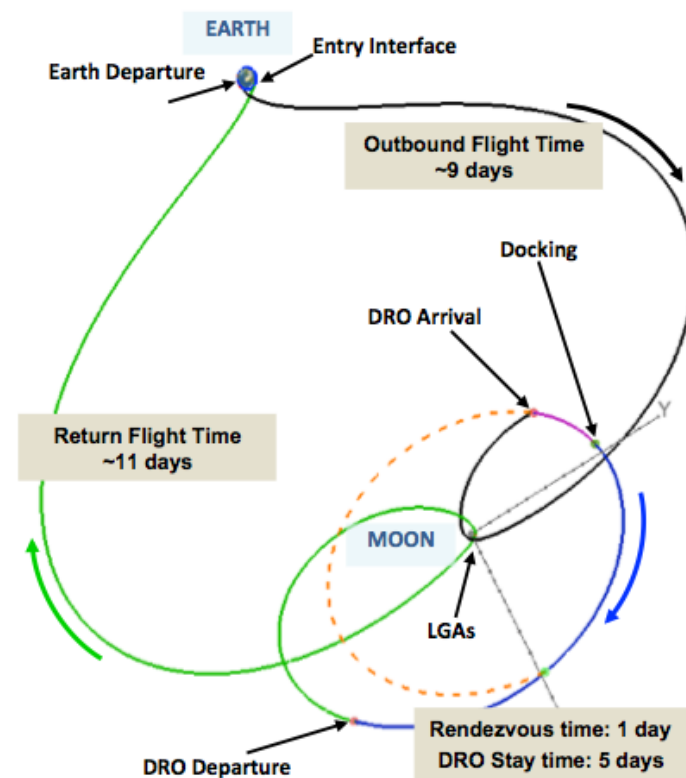 EARTH
Entry Interface
Earth Departure
Outbound Flight Time
~9 days
Docking
DRO Arrival
Y
Return Flight Time
~11 days
MOON
LGAs
Rendezvous time: 1 day
DRO Stay time: 5 days
DRO Departure